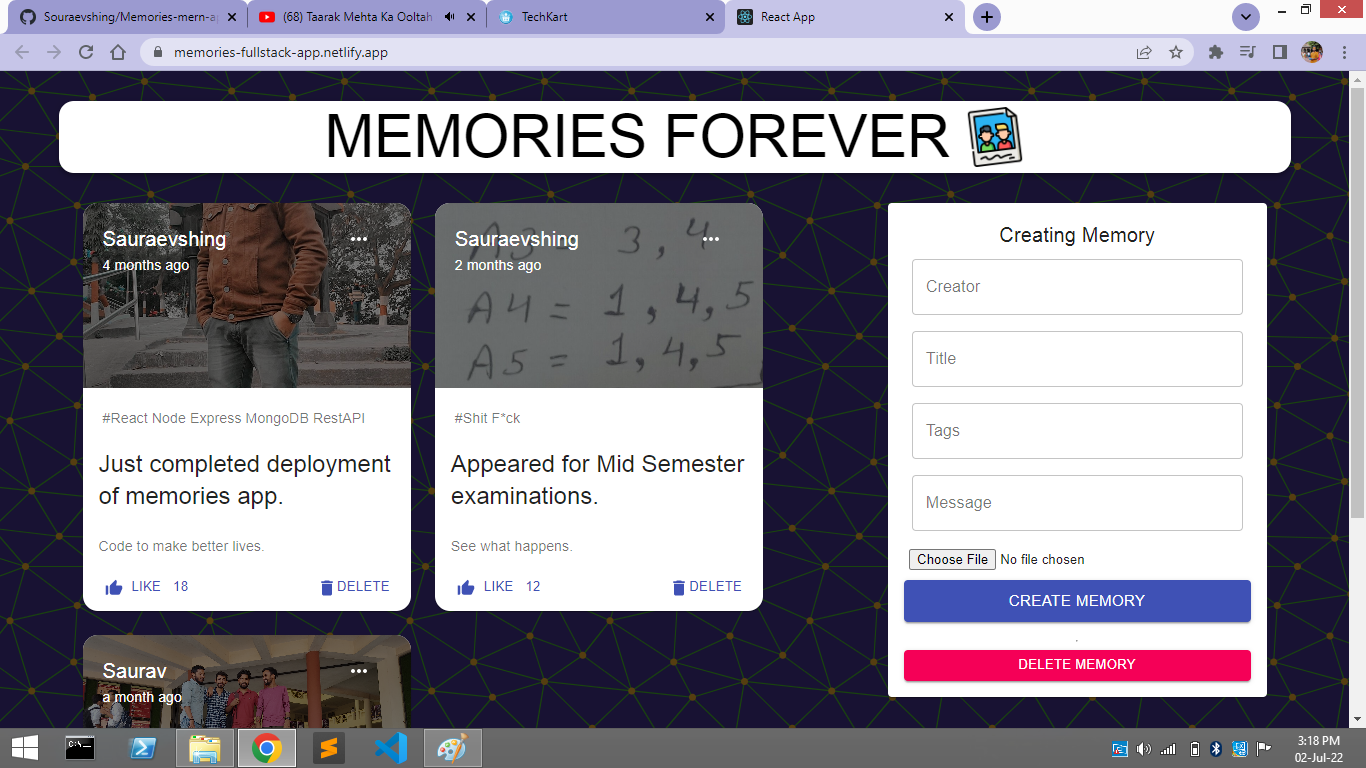 Souraevshing/Memories-mern-a
(68) Taarak Mehta Ka Ooltah
TechKart
React App
memories-fullstack-app.netlify.app
MEMORIES FOREVER
Sauraevshing
4 months ago
#React Node Express MongoDB RestAPI
Just completed deployment
of memories app.
Code to make better lives.
LIKE 18
DELETE
Sauraevshing
2 months ago
3, 4
A4 = 1, 4, 5
A5 = 1, 4, 5
#Shit F*ck
Appeared for Mid Semester
examinations.
See what happens.
LIKE 12
DELETE
Saurav
a month ago
Creating Memory
Creator
Title
Tags
Message
Choose File No file chosen
CREATE MEMORY
.
DELETE MEMORY
3:18 PM
02-Jul-22